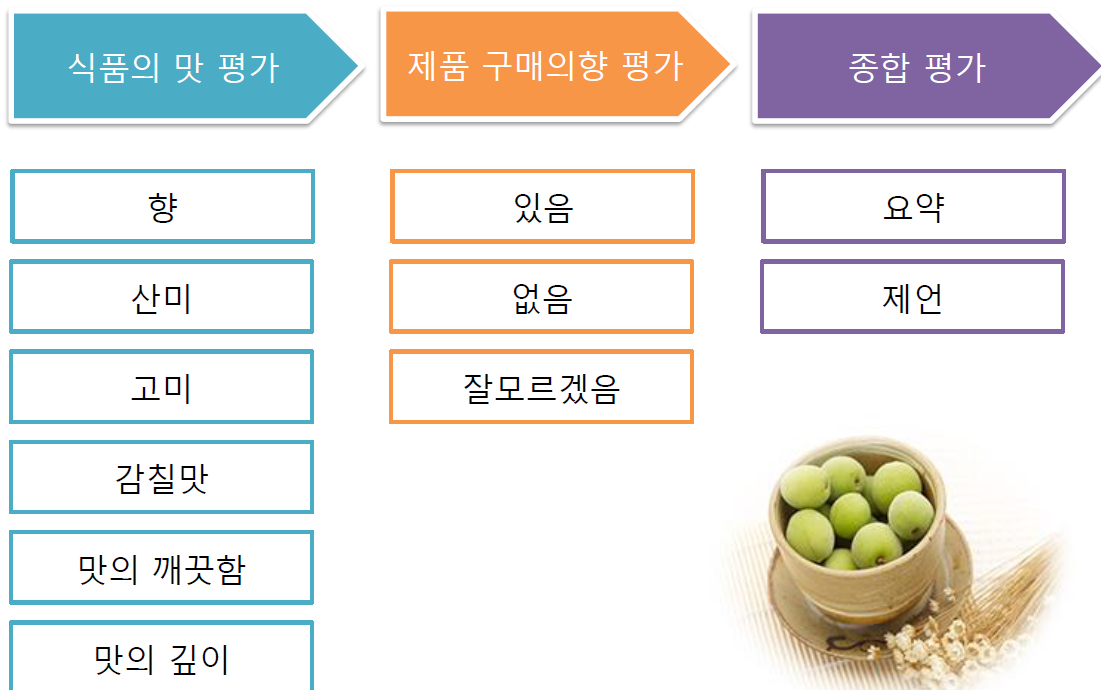 식품의 맛 평가
제품 구매의향 평가
종합 평가
향
산미
고미
감칠맛
맛의 깨끗함
맛의 깊이
있음
없음
잘모르겠음
요약
제언